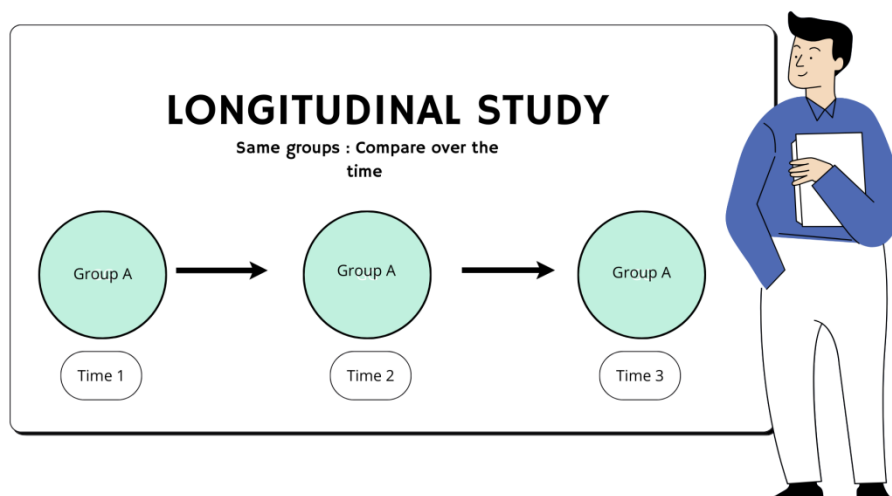 LONGITUDINAL STUDY
Same groups : Compare over the
time
Group A
Group A
Group A
Time 1
Time 2
Time 3